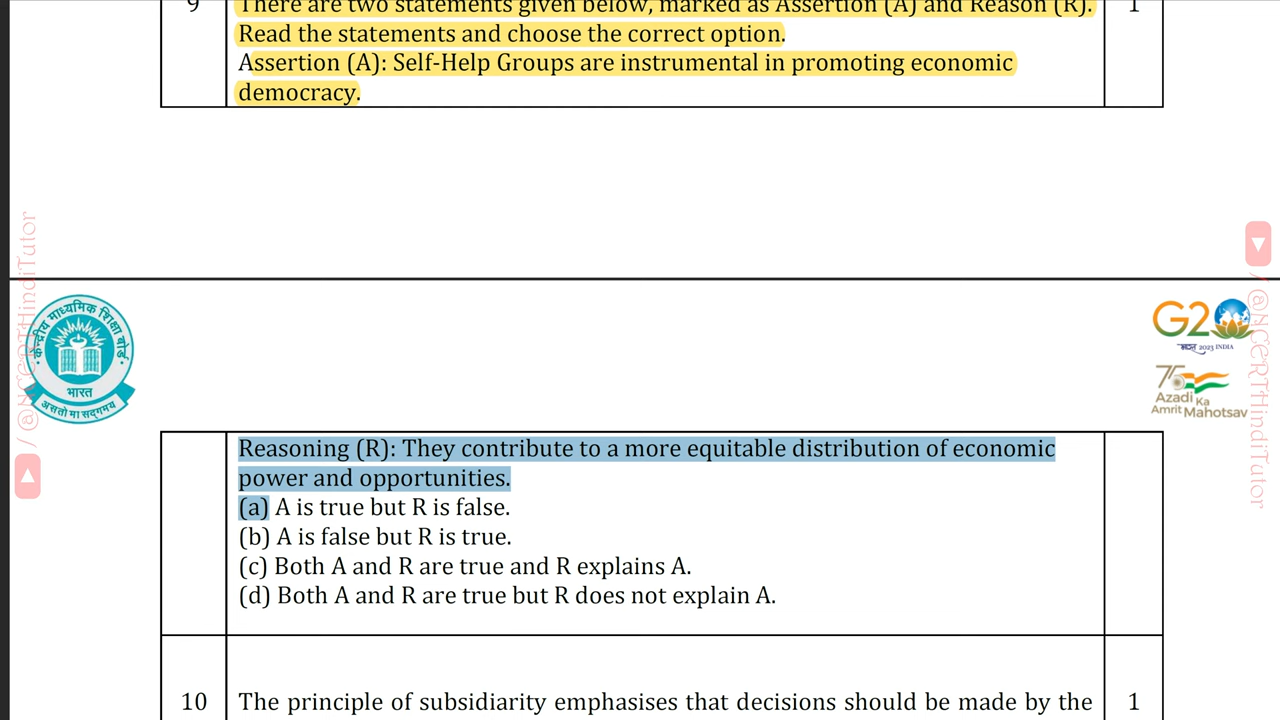 9 There are two statements given below, marked as Assertion (A) and Reason (R). 1
Read the statements and choose the correct option.
Assertion (A): Self-Help Groups are instrumental in promoting economic
democracy.
/@NCERTHindiTutor
/@NCERTHindiTutor
केन्द्रीय माध्यमिक शिक्षा बोर्ड
भारत
असतो मा सद्गमय
G20
भारत 2023 INDIA
75
Azadi Ka
Amrit Mahotsav
Reasoning (R): They contribute to a more equitable distribution of economic
power and opportunities.
(a) A is true but R is false.
(b) A is false but R is true.
(c) Both A and R are true and R explains A.
(d) Both A and R are true but R does not explain A.
10 The principle of subsidiarity emphasises that decisions should be made by the 1